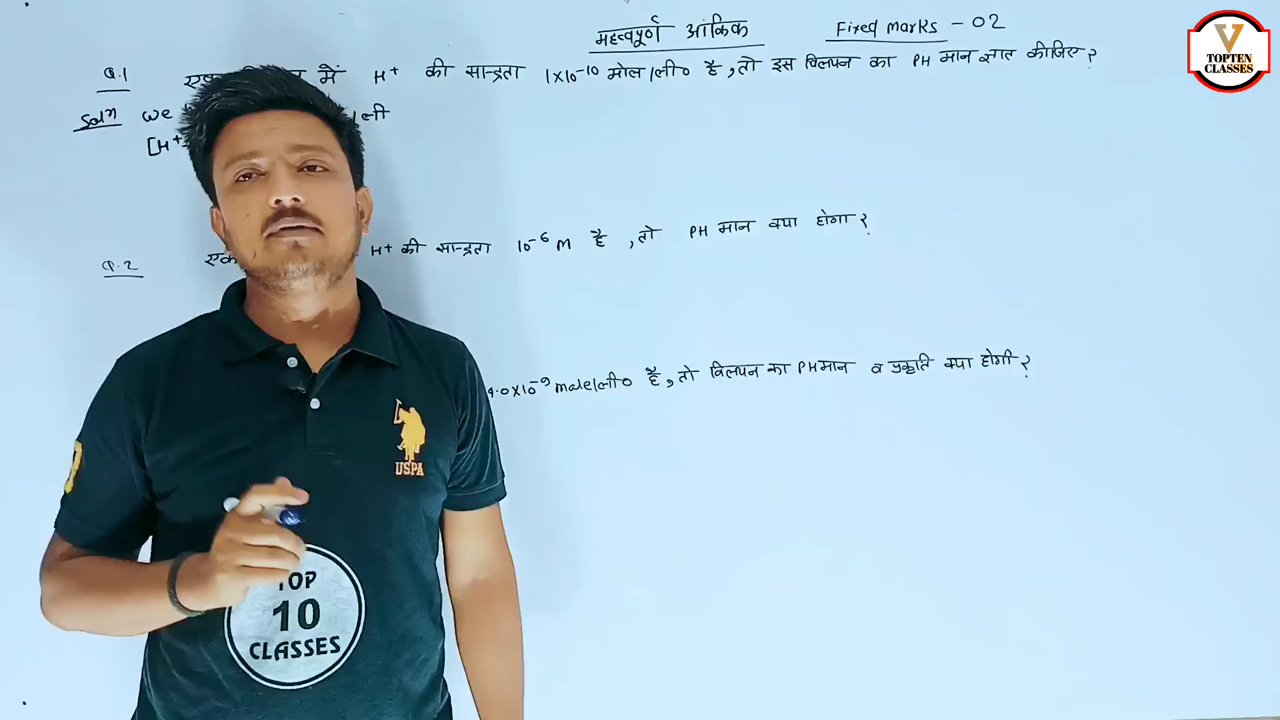 महत्वपूर्ण आंकिक Fixed marks - 02
Q.1 में H⁺ की सान्द्रता 1×10⁻¹⁰ मोल/ली० है, तो इस विलयन का PH मान ज्ञात कीजिए?
Solⁿ we /ली
[H⁺
Q.2 H⁺ की सान्द्रता 10⁻⁶ M है, तो PH मान क्या होगा?
4.0×10⁻⁹ mole/ली० है, तो विलयन का PH मान व प्रकृति क्या होगी?
V
TOPTEN
CLASSES
USPA
TOP
10
CLASSES